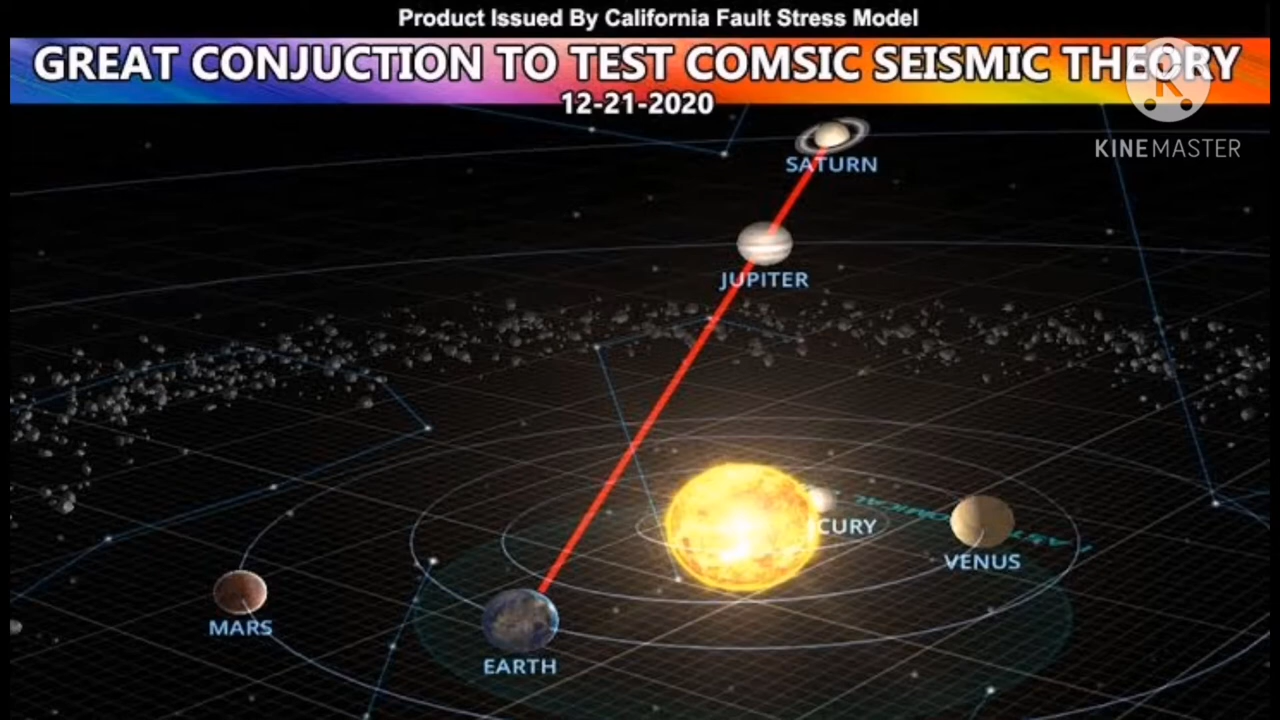 Product Issued By California Fault Stress Model
GREAT CONJUCTION TO TEST COMSIC SEISMIC THEORY
12-21-2020
K
KINEMASTER
SATURN
JUPITER
CURY
VENUS
MARS
EARTH